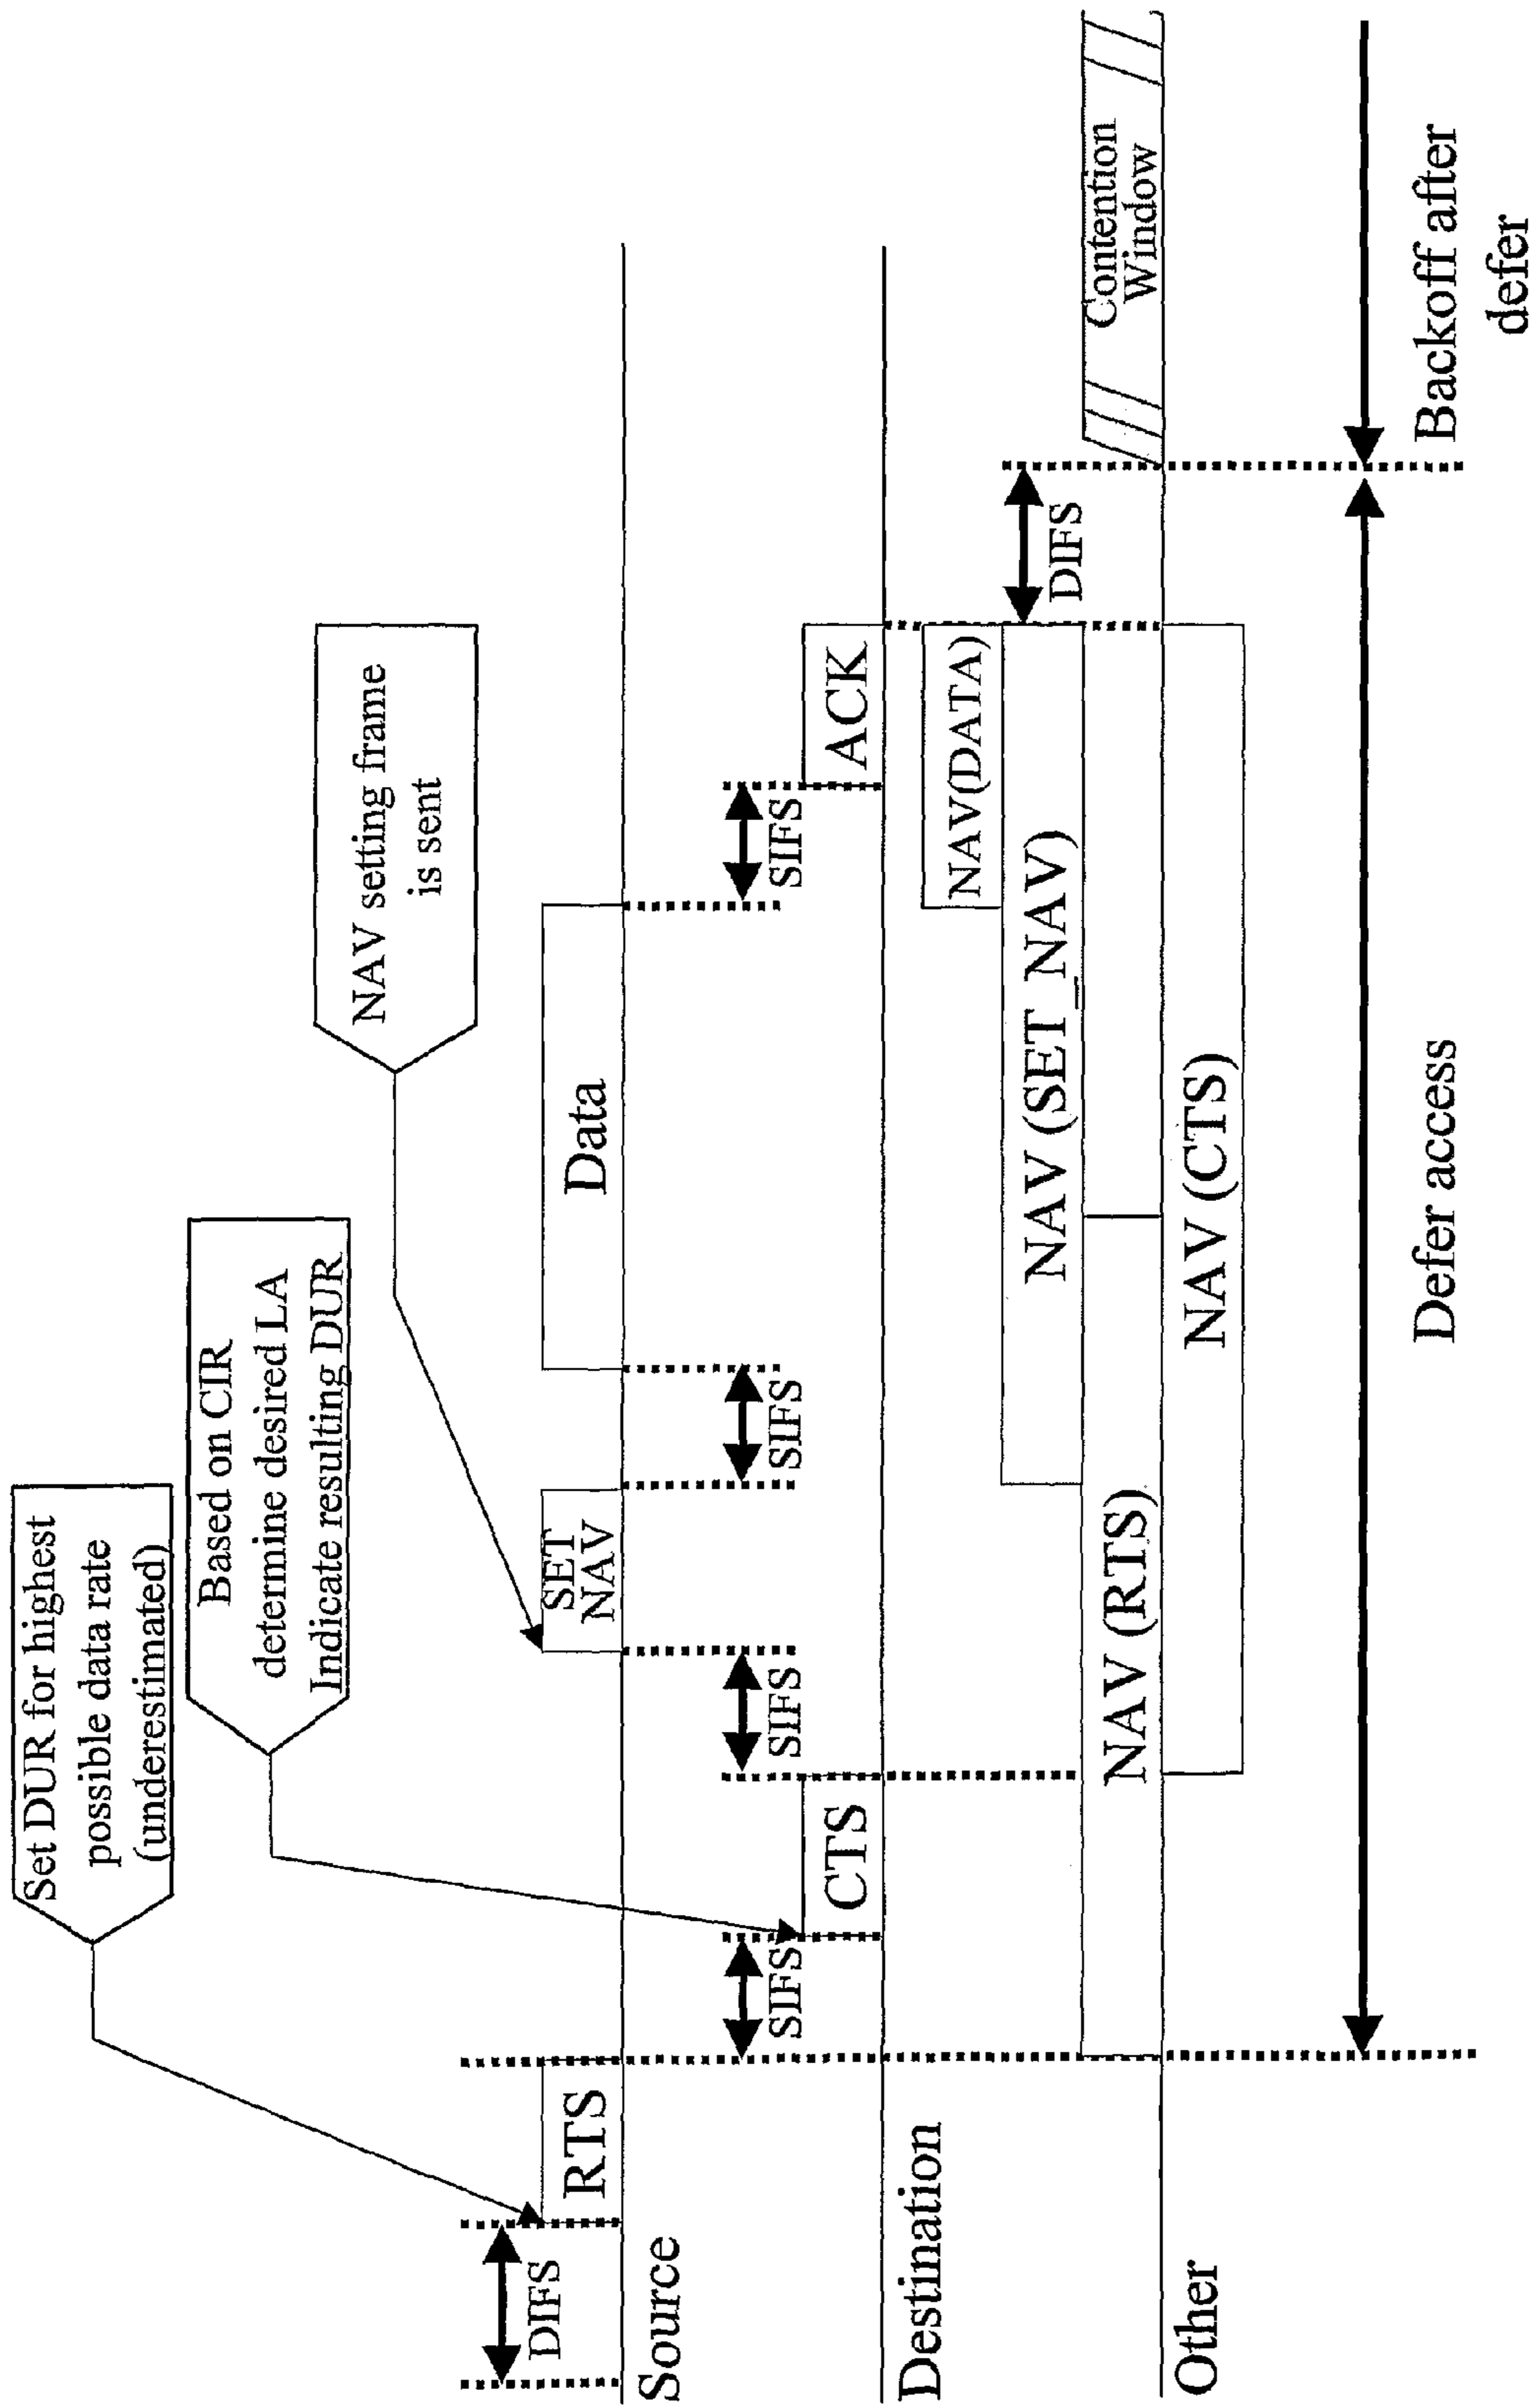 Set DUR for highest
possible data rate
(underestimated)
Based on CIR
determine desired LA
Indicate resulting DUR
NAV setting frame
is sent
DIFS
RTS
SET
NAV
Data
Source
SIFS
SIFS
SIFS
SIFS
CTS
ACK
Destination
NAV(DATA)
NAV (SET_NAV)
DIFS
NAV (RTS)
Contention
Window
Other
NAV (CTS)
Defer access
Backoff after
defer